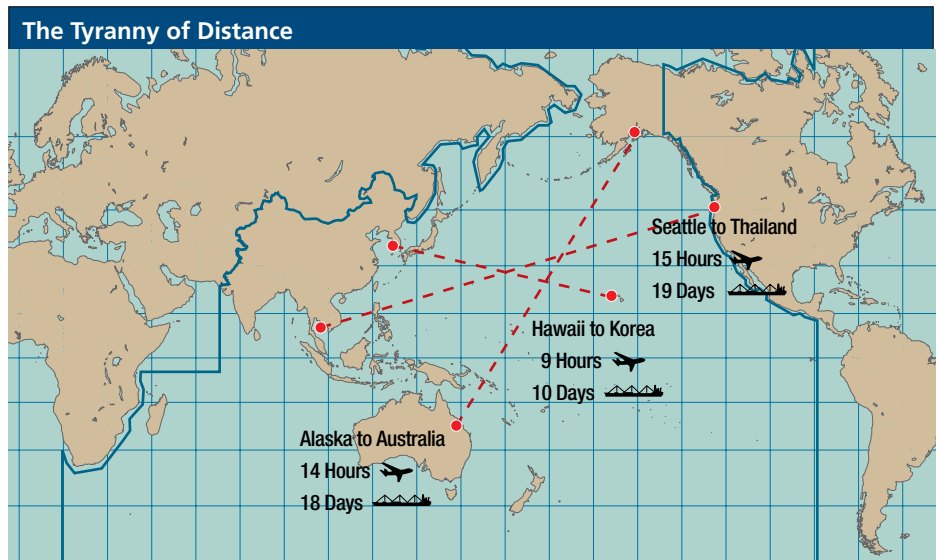 The Tyranny of Distance
Seattle to Thailand
15 Hours
19 Days
Hawaii to Korea
9 Hours
10 Days
Alaska to Australia
14 Hours
18 Days